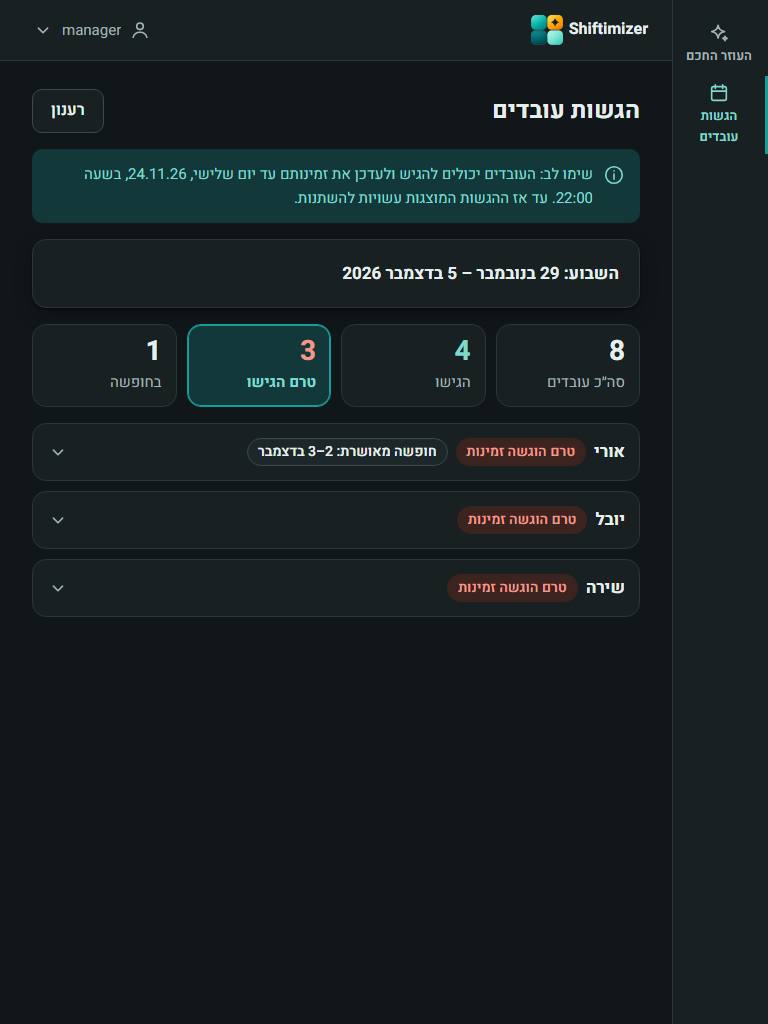 העוזר החכם
הגשות
עובדים
Shiftimizer
manager
הגשות עובדים
רענון
שימו לב: העובדים יכולים להגיש ולעדכן את זמינותם עד יום שלישי, 24.11.26, בשעה
22:00. עד אז ההגשות המוצגות עשויות להשתנות.
השבוע: 29 בנובמבר – 5 בדצמבר 2026
8
סה"כ עובדים
4
הגישו
3
טרם הגישו
1
בחופשה
אורי טרם הוגשה זמינות חופשה מאושרת: 2–3 בדצמבר
יובל טרם הוגשה זמינות
שירה טרם הוגשה זמינות